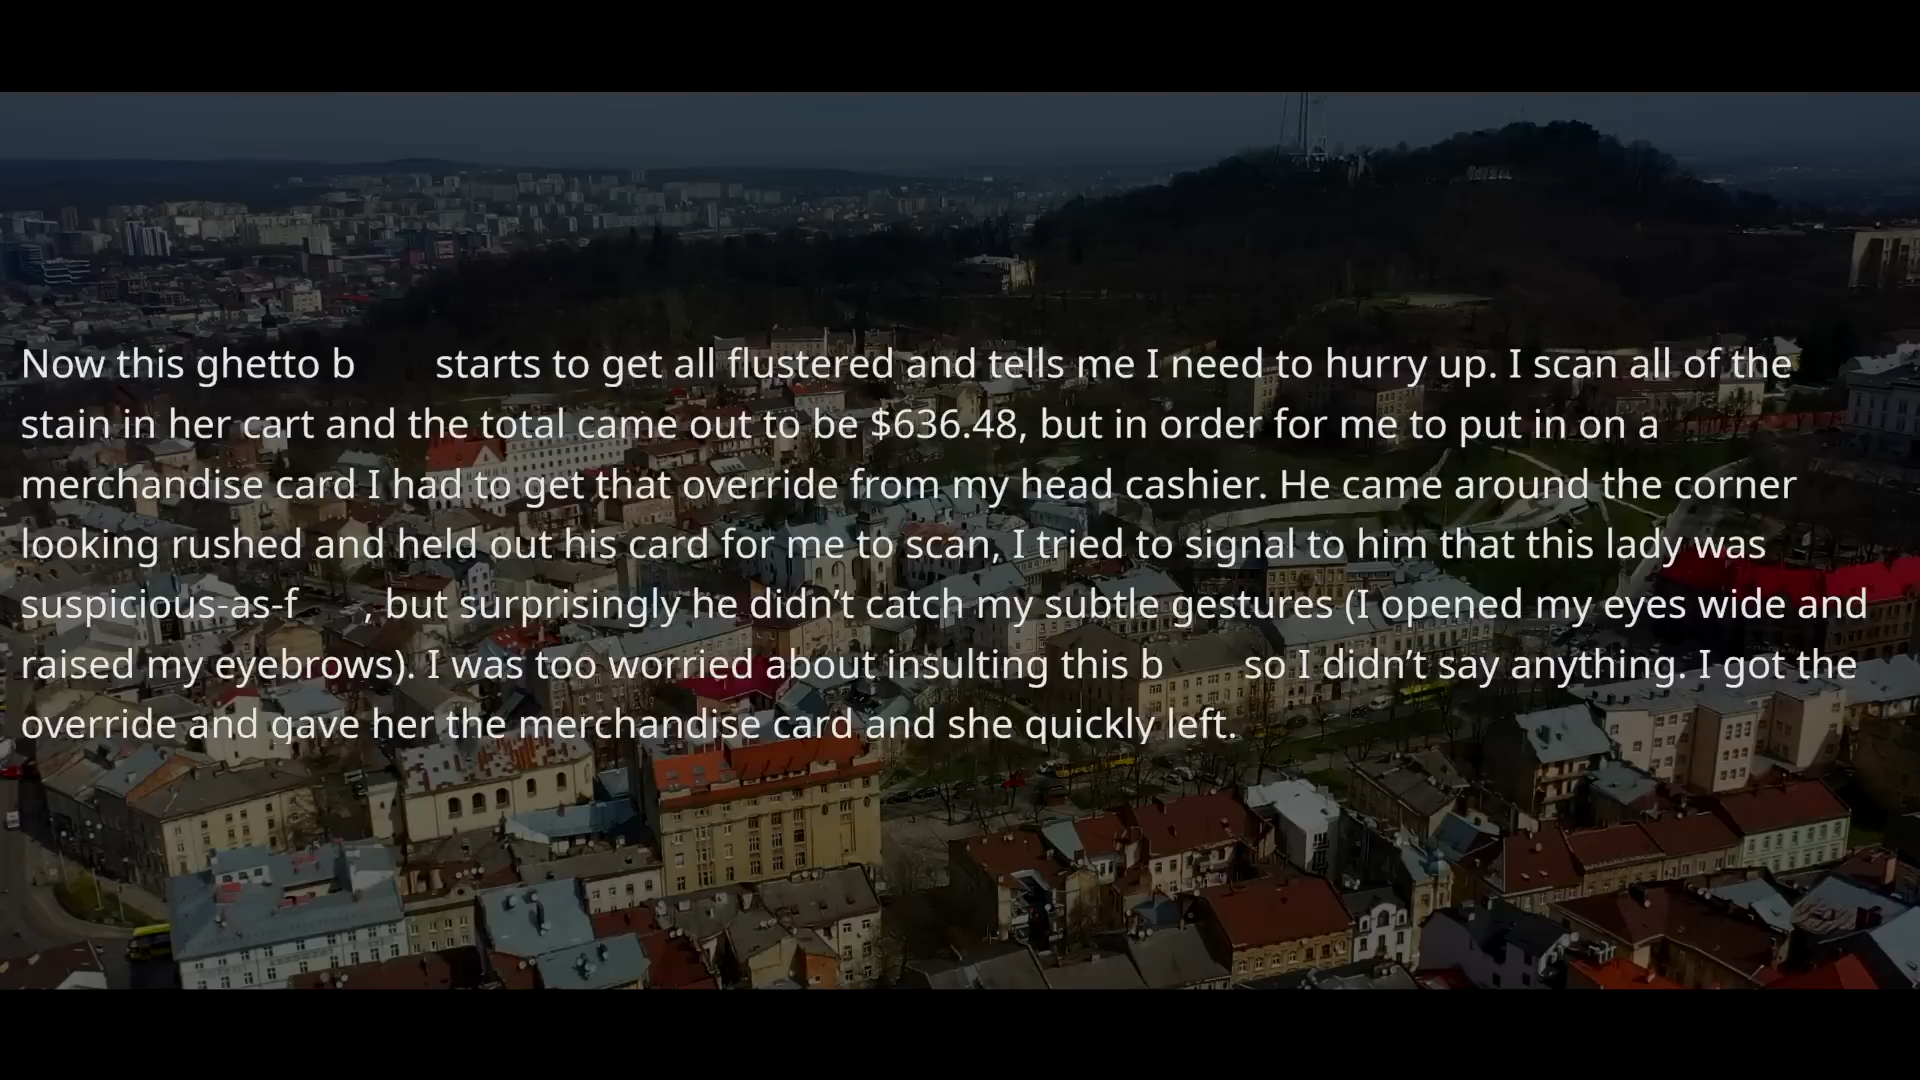 Now this ghetto b starts to get all flustered and tells me I need to hurry up. I scan all of the
stain in her cart and the total came out to be $636.48, but in order for me to put in on a
merchandise card I had to get that override from my head cashier. He came around the corner
looking rushed and held out his card for me to scan, I tried to signal to him that this lady was
suspicious-as-f , but surprisingly he didn’t catch my subtle gestures (I opened my eyes wide and
raised my eyebrows). I was too worried about insulting this b so I didn’t say anything. I got the
override and gave her the merchandise card and she quickly left.